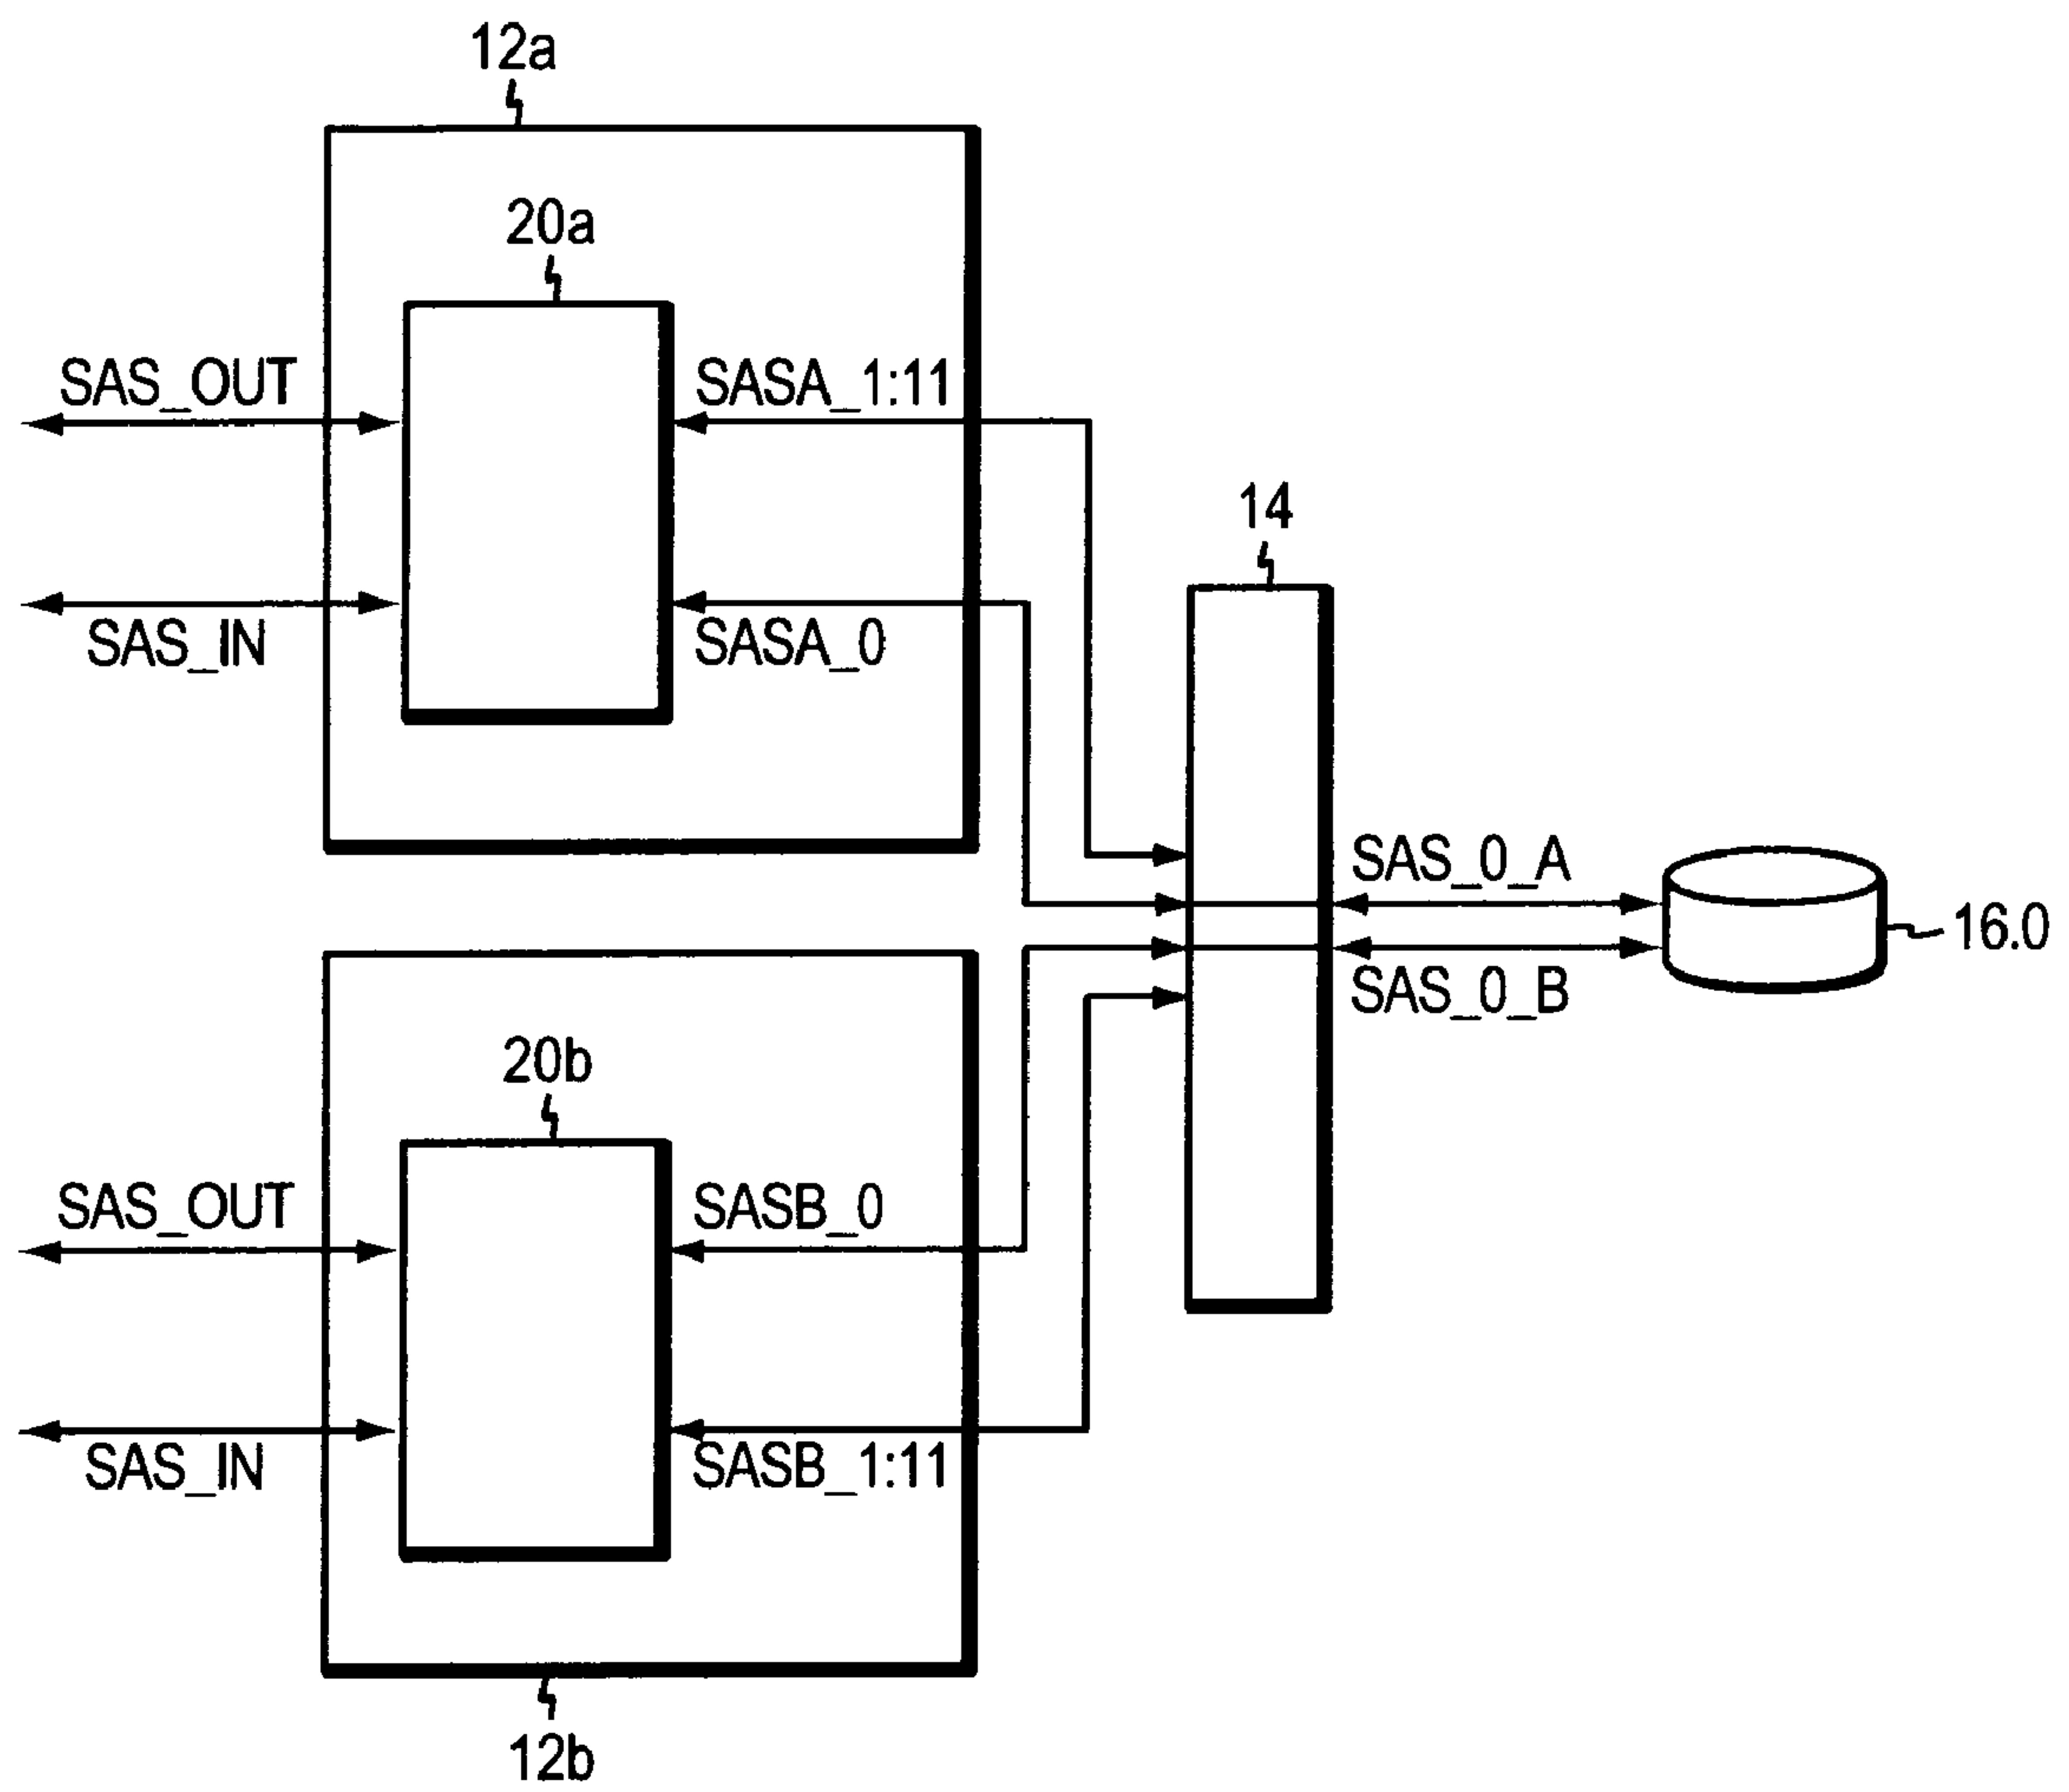 12a
20a
SAS_OUT
SASA_1:11
SAS_IN
SASA_0
14
SAS_0_A
16.0
SAS_0_B
20b
SAS_OUT
SASB_0
SAS_IN
SASB_1:11
12b